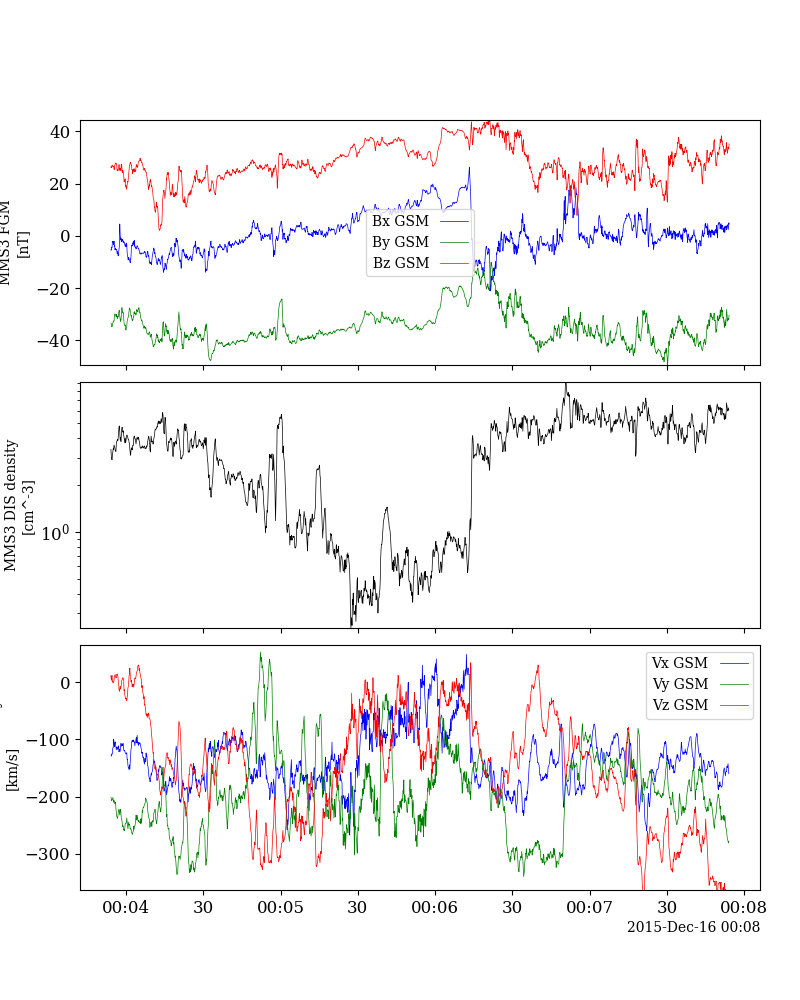 40
20
0
−20
−40
MMS3 FGM
[nT]
Bx GSM
By GSM
Bz GSM
10⁰
MMS3 DIS density
[cm^-3]
0
−100
−200
−300
[km/s]
Vx GSM
Vy GSM
Vz GSM
00:04 30 00:05 30 00:06 30 00:07 30 00:08
2015-Dec-16 00:08